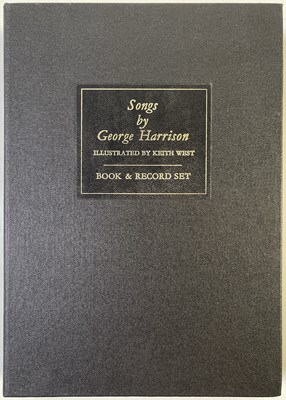 Songs
by
George Harrison
ILLUSTRATED BY KEITH WEST
BOOK & RECORD SET